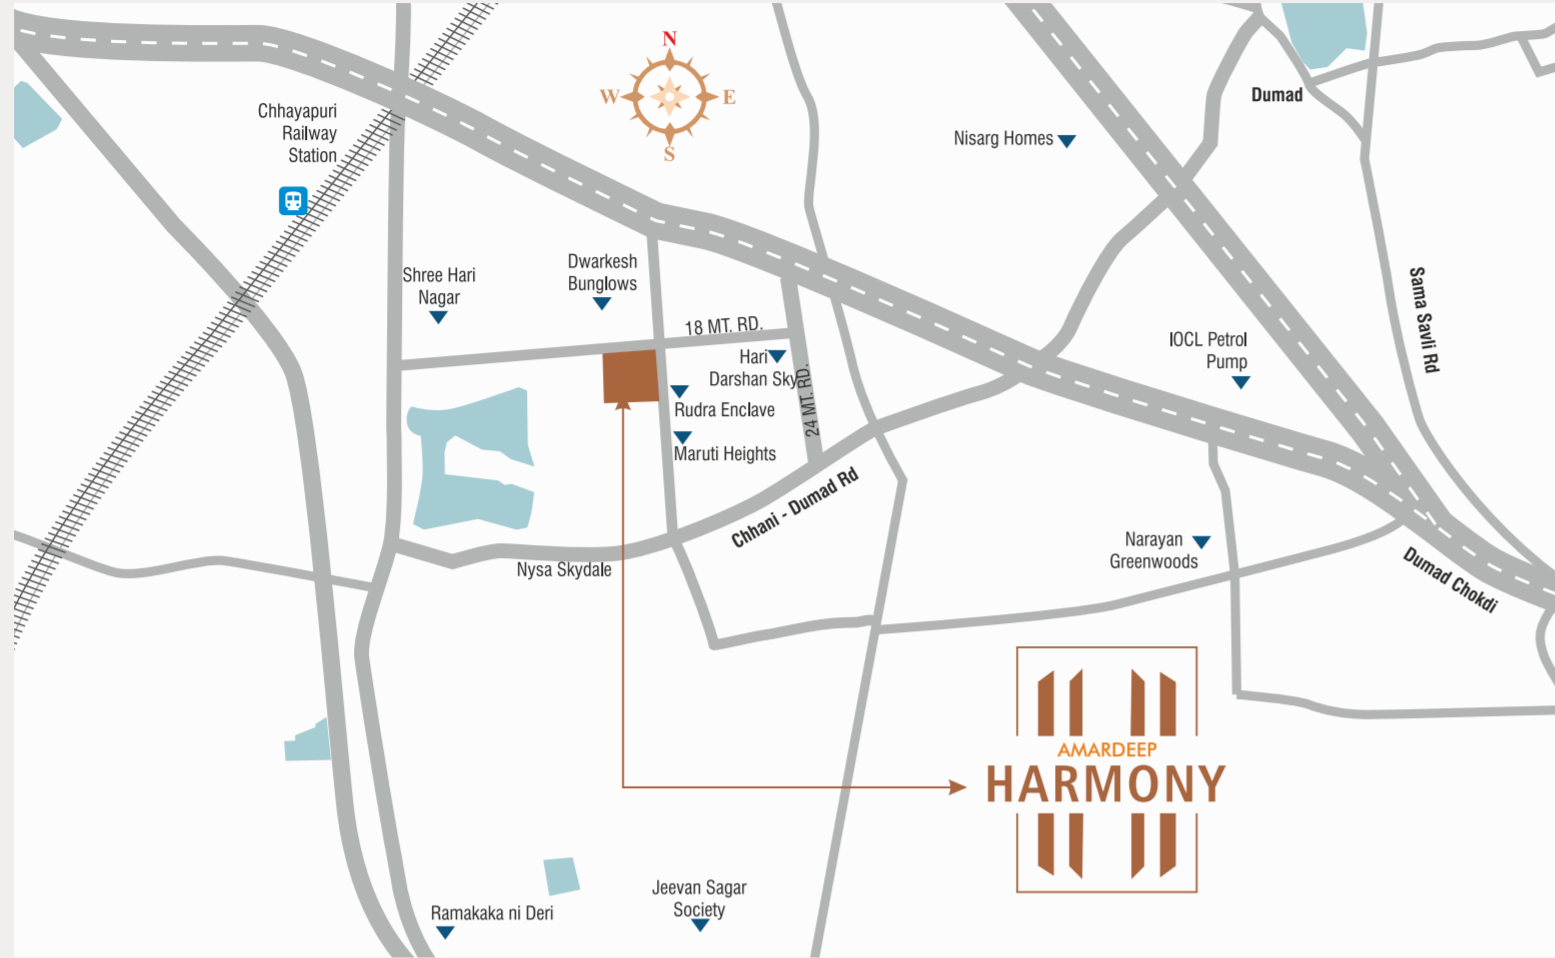 N
W
E
S
Chhayapuri
Railway
Station
Dumad
Nisarg Homes
Shree Hari
Nagar
Dwarkesh
Bunglows
18 MT. RD.
Hari
Darshan Sky
24 MT. RD.
Rudra Enclave
Maruti Heights
IOCL Petrol
Pump
Sama Savli Rd
Chhani - Dumad Rd
Nysa Skydale
Narayan
Greenwoods
Dumad Chokdi
AMARDEEP
HARMONY
Ramakaka ni Deri
Jeevan Sagar
Society